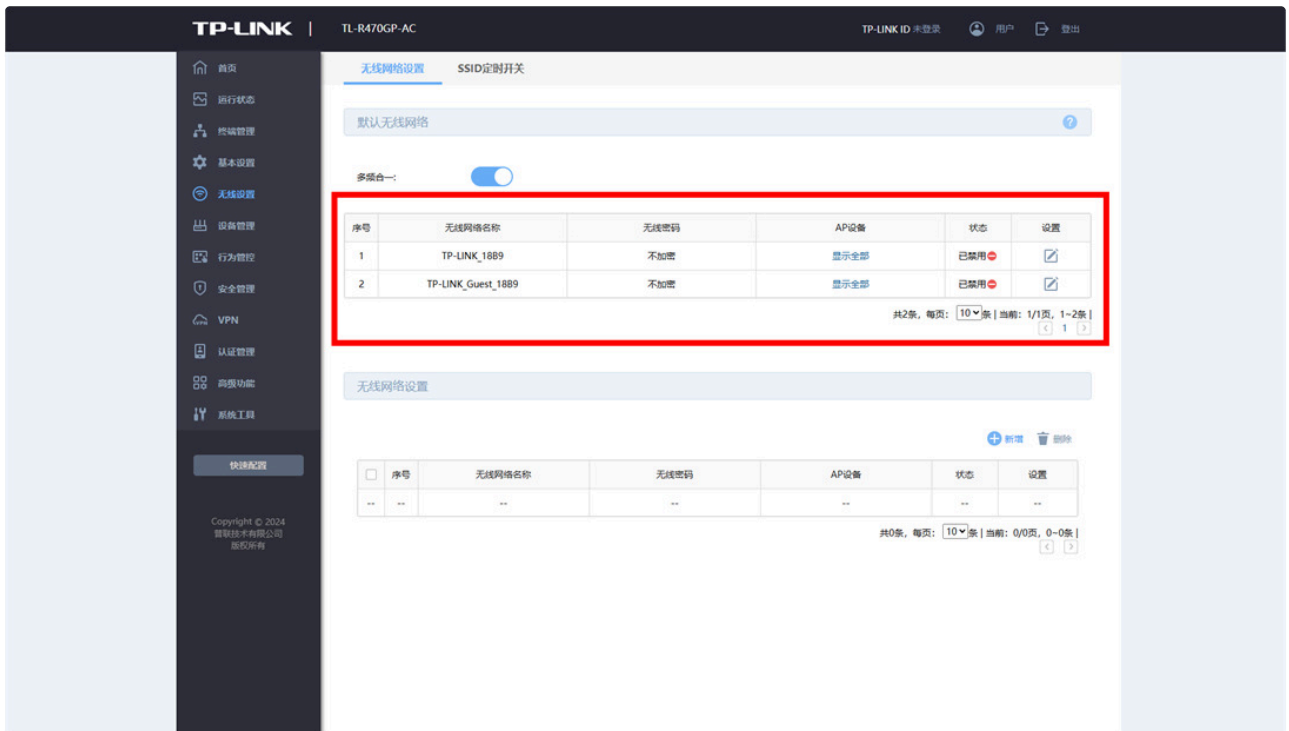 TP-LINK | TL-R470GP-AC TP-LINK ID 未登录 用户 登出
首页
运行状态
终端管理
基本设置
无线设置
设备管理
行为管控
安全管理
VPN
认证管理
高级功能
系统工具
快速配置
Copyright © 2024
普联技术有限公司
版权所有
无线网络设置 SSID定时开关
默认无线网络 ?
多频合一:
序号 无线网络名称 无线密码 AP设备 状态 设置
1 TP-LINK_18B9 不加密 显示全部 已禁用
2 TP-LINK_Guest_18B9 不加密 显示全部 已禁用
共2条, 每页: 10 条 | 当前: 1/1页, 1~2条 |
< 1 >
无线网络设置
新增 删除
序号 无线网络名称 无线密码 AP设备 状态 设置
-- -- -- -- -- -- --
共0条, 每页: 10 条 | 当前: 0/0页, 0~0条 |
< >